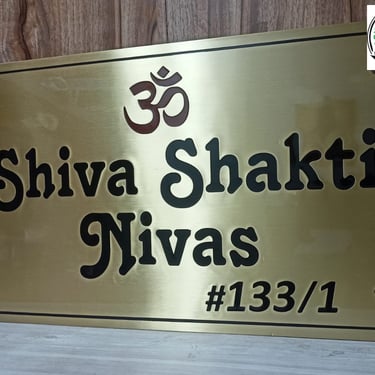 ॐ
Shiva Shakti
Nivas
#133/1